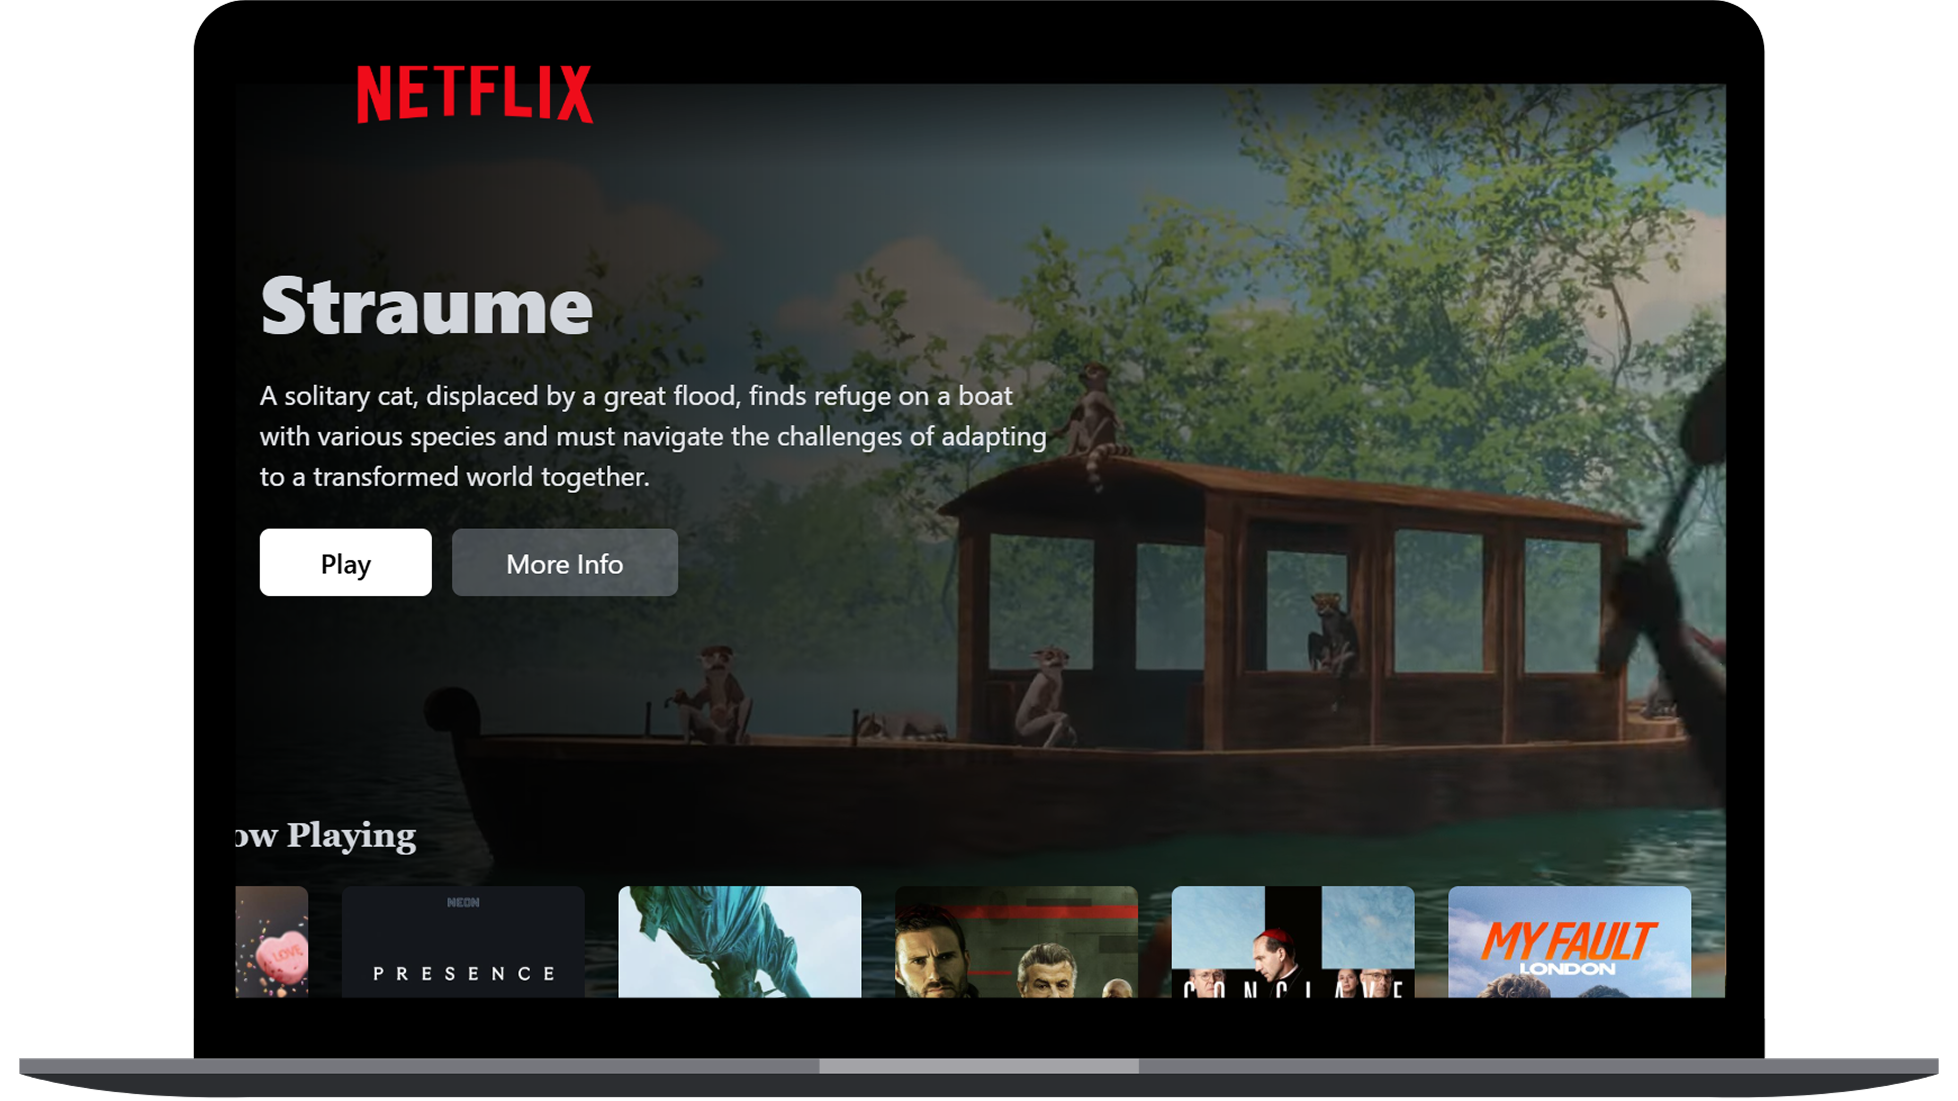 NETFLIX
Straume
A solitary cat, displaced by a great flood, finds refuge on a boat
with various species and must navigate the challenges of adapting
to a transformed world together.
Play
More Info
ow Playing
LOVE
NEON
PRESENCE
CONCLAVE
MY FAULT
LONDON